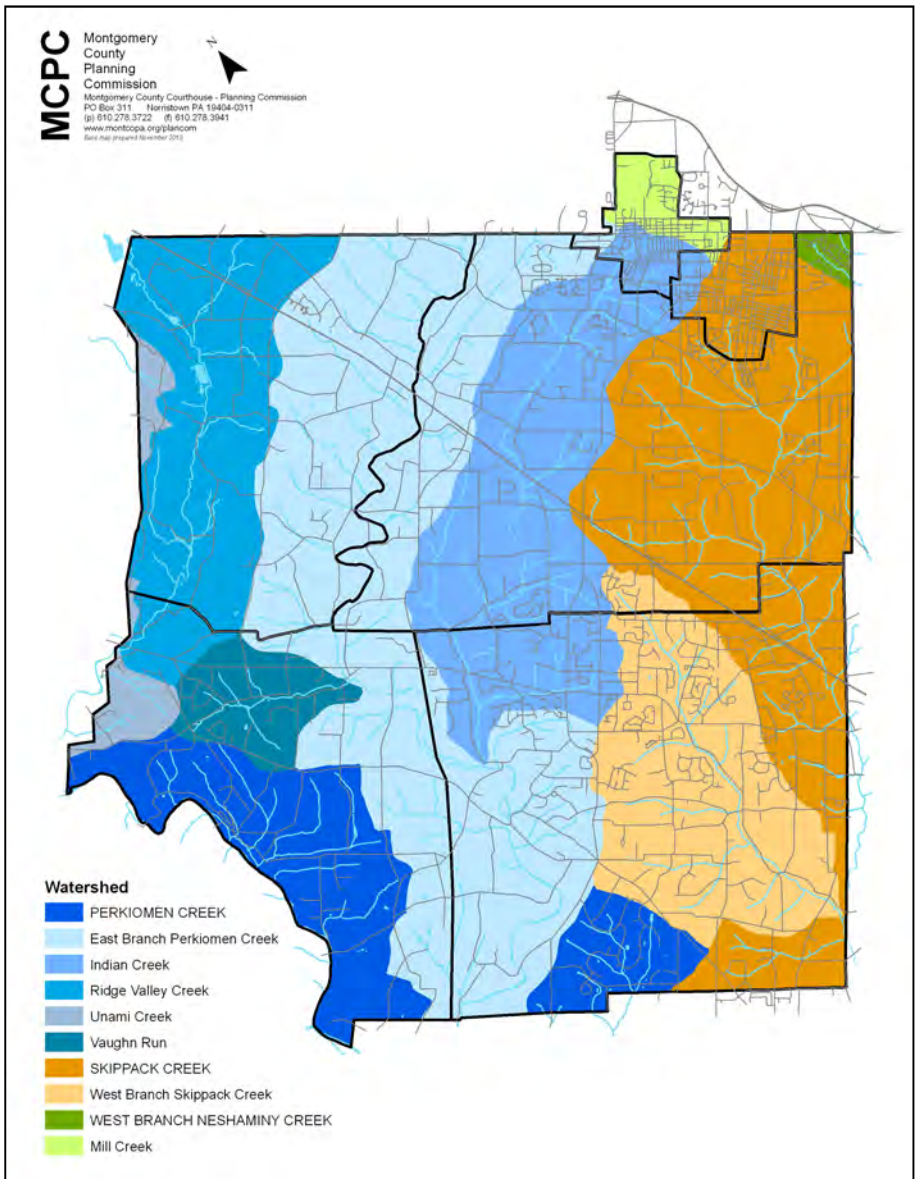 MCPC
Montgomery
County
Planning
Commission
Montgomery County Courthouse - Planning Commission
PO Box 311 Norristown PA 19404-0311
(p) 610.278.3722 (f) 610.278.3941
www.montcopa.org/plancom
Base map prepared November 2013
N
Watershed
PERKIOMEN CREEK
East Branch Perkiomen Creek
Indian Creek
Ridge Valley Creek
Unami Creek
Vaughn Run
SKIPPACK CREEK
West Branch Skippack Creek
WEST BRANCH NESHAMINY CREEK
Mill Creek